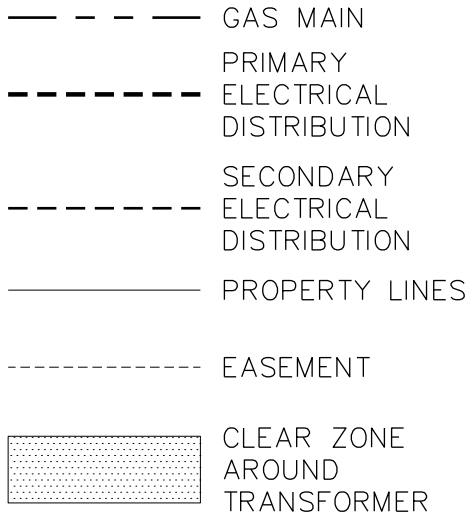 GAS MAIN
PRIMARY
ELECTRICAL
DISTRIBUTION
SECONDARY
ELECTRICAL
DISTRIBUTION
PROPERTY LINES
EASEMENT
CLEAR ZONE
AROUND
TRANSFORMER